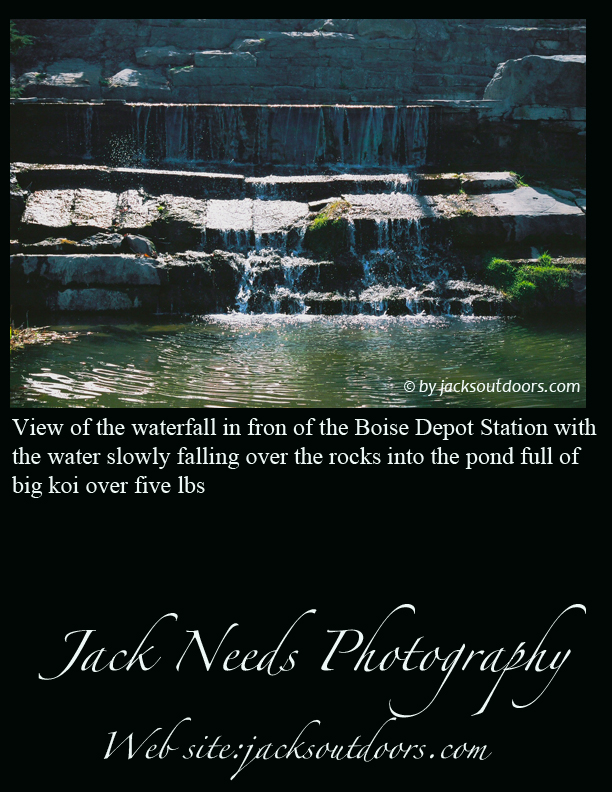 © by jacksoutdoors.com
View of the waterfall in fron of the Boise Depot Station with
the water slowly falling over the rocks into the pond full of
big koi over five lbs
Jack Needs Photography
Web site:jacksoutdoors.com